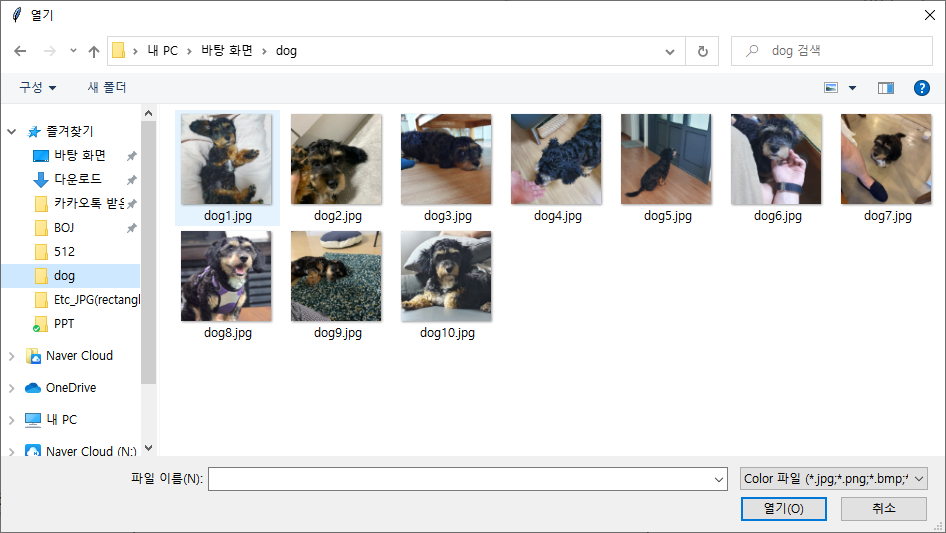 열기
내 PC
바탕 화면
dog
dog 검색
구성
새 폴더
즐겨찾기
바탕 화면
다운로드
카카오톡 받은
BOJ
512
dog
Etc_JPG(rectangl
PPT
Naver Cloud
OneDrive
내 PC
Naver Cloud (N:)
dog1.jpg
dog2.jpg
dog3.jpg
dog4.jpg
dog5.jpg
dog6.jpg
dog7.jpg
dog8.jpg
dog9.jpg
dog10.jpg
파일 이름(N):
Color 파일 (*.jpg;*.png;*.bmp;*
열기(O)
취소